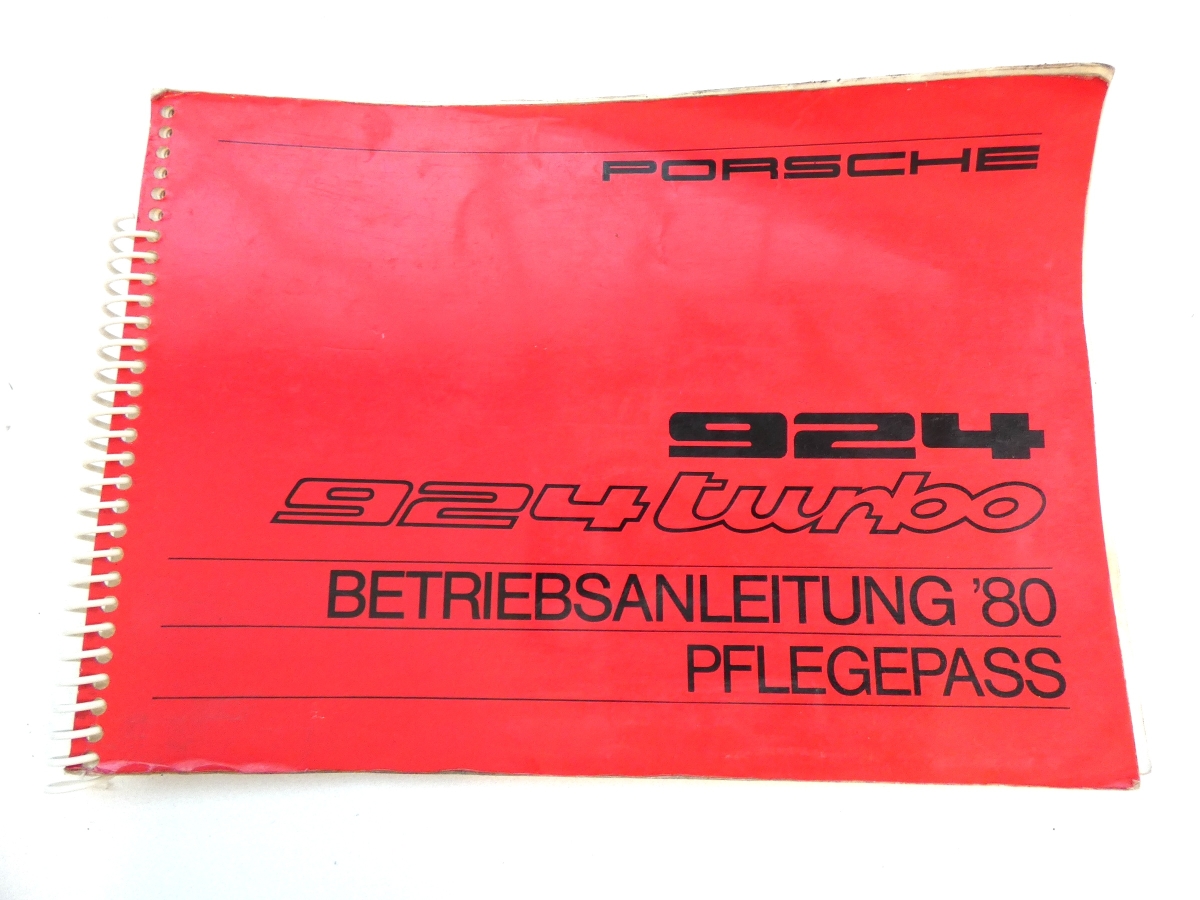 PORSCHE
924
924 turbo
BETRIEBSANLEITUNG '80
PFLEGEPASS